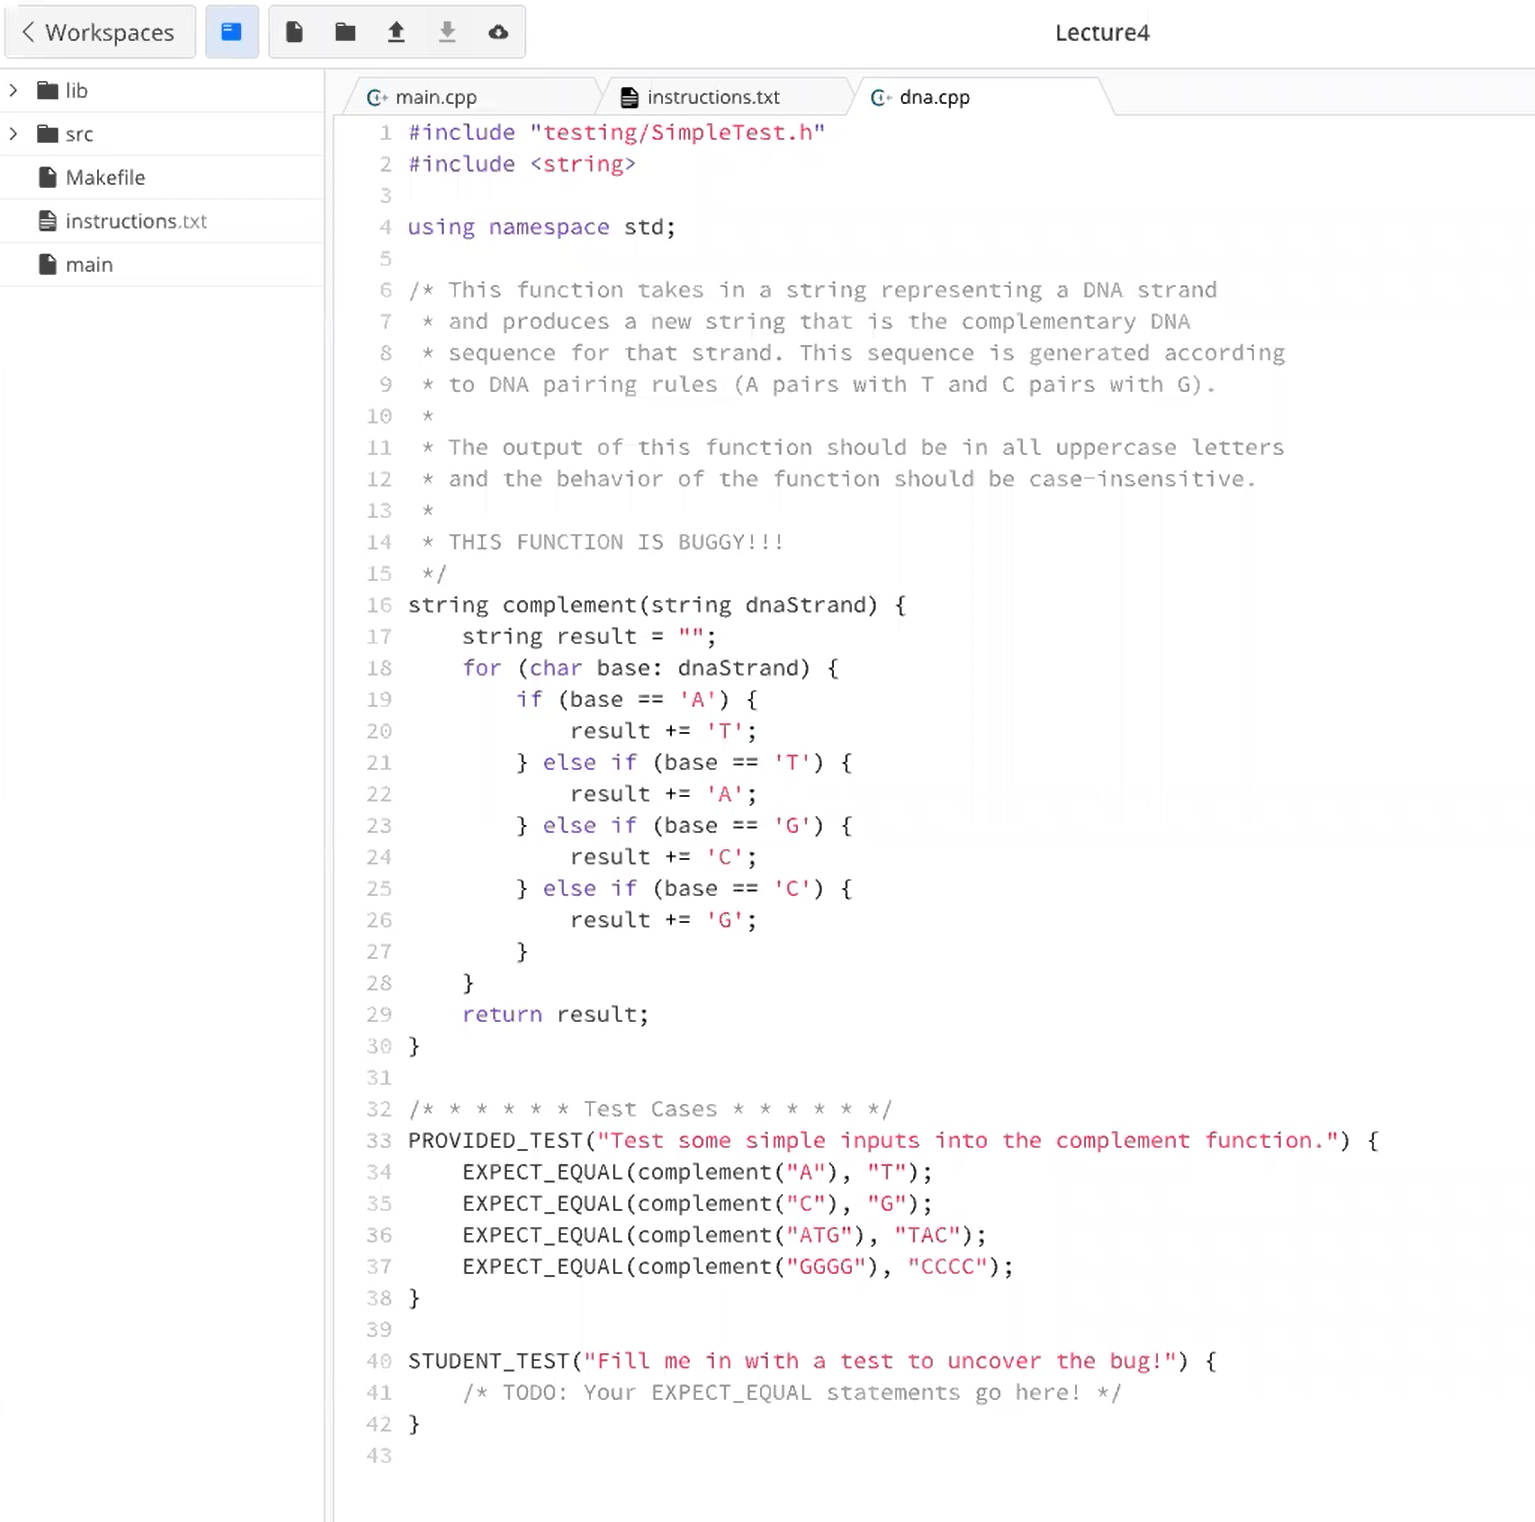 Workspaces
Lecture4
lib
src
Makefile
instructions.txt
main
main.cpp
instructions.txt
dna.cpp
1 #include "testing/SimpleTest.h"
2 #include <string>
3
4 using namespace std;
5
6 /* This function takes in a string representing a DNA strand
7  * and produces a new string that is the complementary DNA
8  * sequence for that strand. This sequence is generated according
9  * to DNA pairing rules (A pairs with T and C pairs with G).
10  *
11  * The output of this function should be in all uppercase letters
12  * and the behavior of the function should be case-insensitive.
13  *
14  * THIS FUNCTION IS BUGGY!!!
15  */
16 string complement(string dnaStrand) {
17     string result = "";
18     for (char base: dnaStrand) {
19         if (base == 'A') {
20             result += 'T';
21         } else if (base == 'T') {
22             result += 'A';
23         } else if (base == 'G') {
24             result += 'C';
25         } else if (base == 'C') {
26             result += 'G';
27         }
28     }
29     return result;
30 }
31
32 /* * * * * * Test Cases * * * * * */
33 PROVIDED_TEST("Test some simple inputs into the complement function.") {
34     EXPECT_EQUAL(complement("A"), "T");
35     EXPECT_EQUAL(complement("C"), "G");
36     EXPECT_EQUAL(complement("ATG"), "TAC");
37     EXPECT_EQUAL(complement("GGGG"), "CCCC");
38 }
39
40 STUDENT_TEST("Fill me in with a test to uncover the bug!") {
41     /* TODO: Your EXPECT_EQUAL statements go here! */
42 }
43